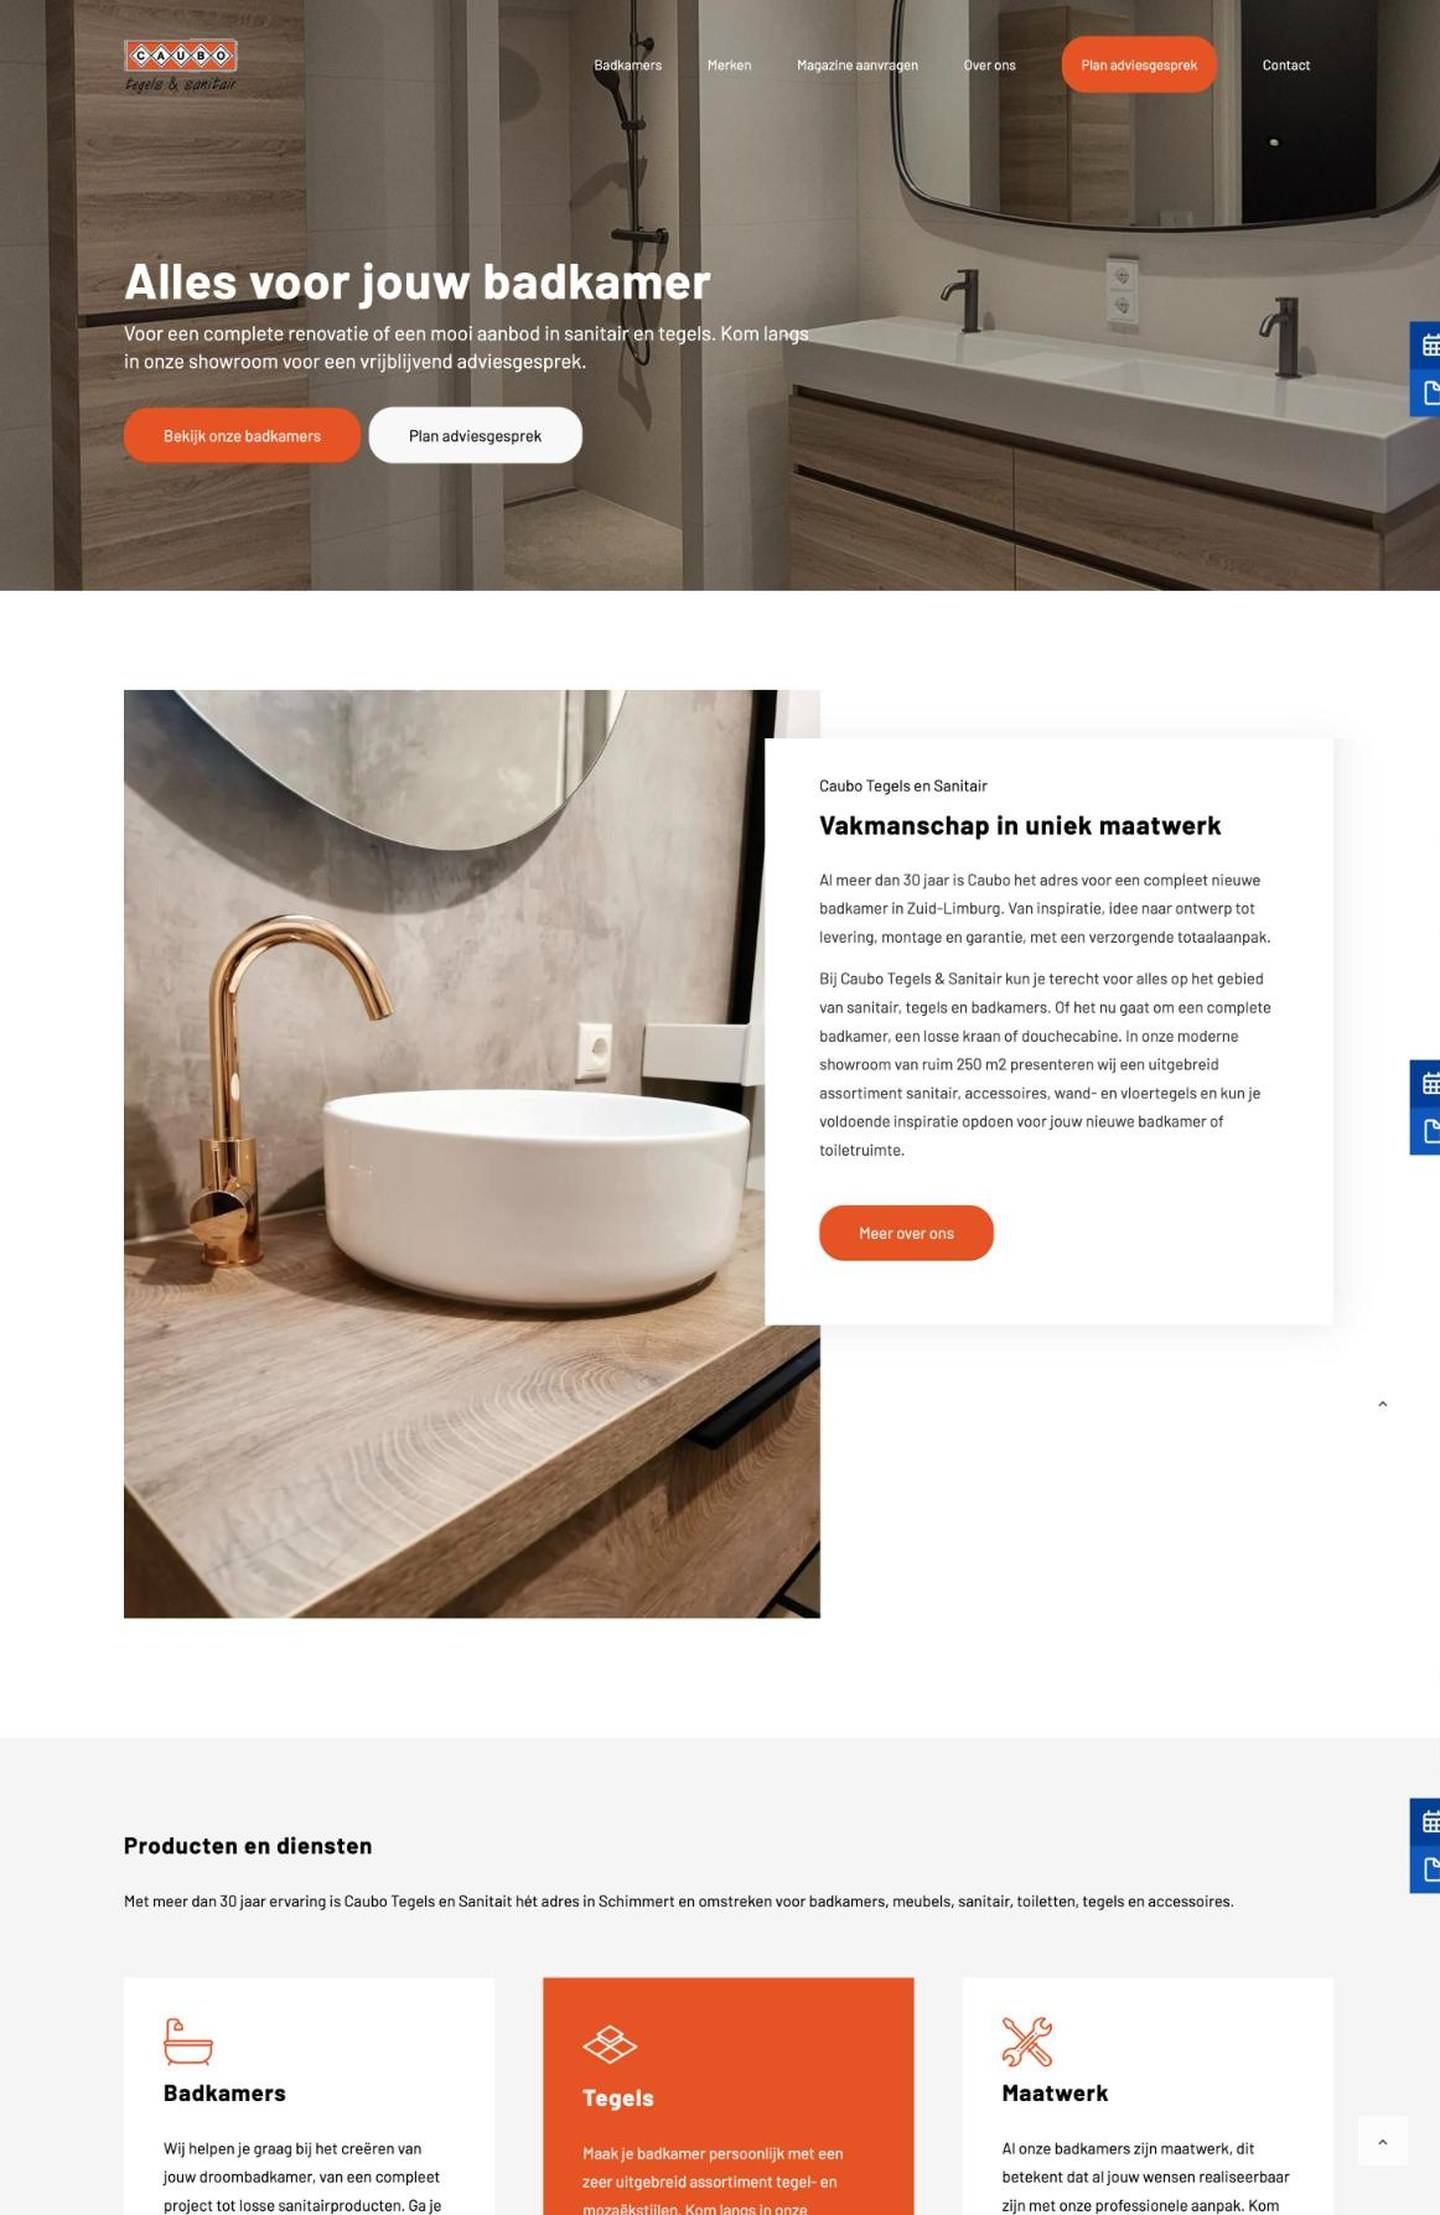 CAUBO
tegels & sanitair
Badkamers
Merken
Magazine aanvragen
Over ons
Plan adviesgesprek
Contact
Alles voor jouw badkamer
Voor een complete renovatie of een mooi aanbod in sanitair en tegels. Kom langs
in onze showroom voor een vrijblijvend adviesgesprek.
Bekijk onze badkamers
Plan adviesgesprek
Caubo Tegels en Sanitair
Vakmanschap in uniek maatwerk
Al meer dan 30 jaar is Caubo het adres voor een compleet nieuwe
badkamer in Zuid-Limburg. Van inspiratie, idee naar ontwerp tot
levering, montage en garantie, met een verzorgende totaalaanpak.
Bij Caubo Tegels & Sanitair kun je terecht voor alles op het gebied
van sanitair, tegels en badkamers. Of het nu gaat om een complete
badkamer, een losse kraan of douchecabine. In onze moderne
showroom van ruim 250 m2 presenteren wij een uitgebreid
assortiment sanitair, accessoires, wand- en vloertegels en kun je
voldoende inspiratie opdoen voor jouw nieuwe badkamer of
toiletruimte.
Meer over ons
Producten en diensten
Met meer dan 30 jaar ervaring is Caubo Tegels en Sanitait hét adres in Schimmert en omstreken voor badkamers, meubels, sanitair, toiletten, tegels en accessoires.
Badkamers
Wij helpen je graag bij het creëren van
jouw droombadkamer, van een compleet
project tot losse sanitairproducten. Ga je
Tegels
Maak je badkamer persoonlijk met een
zeer uitgebreid assortiment tegel- en
mozaëkstijlen. Kom langs in onze
Maatwerk
Al onze badkamers zijn maatwerk, dit
betekent dat al jouw wensen realiseerbaar
zijn met onze professionele aanpak. Kom